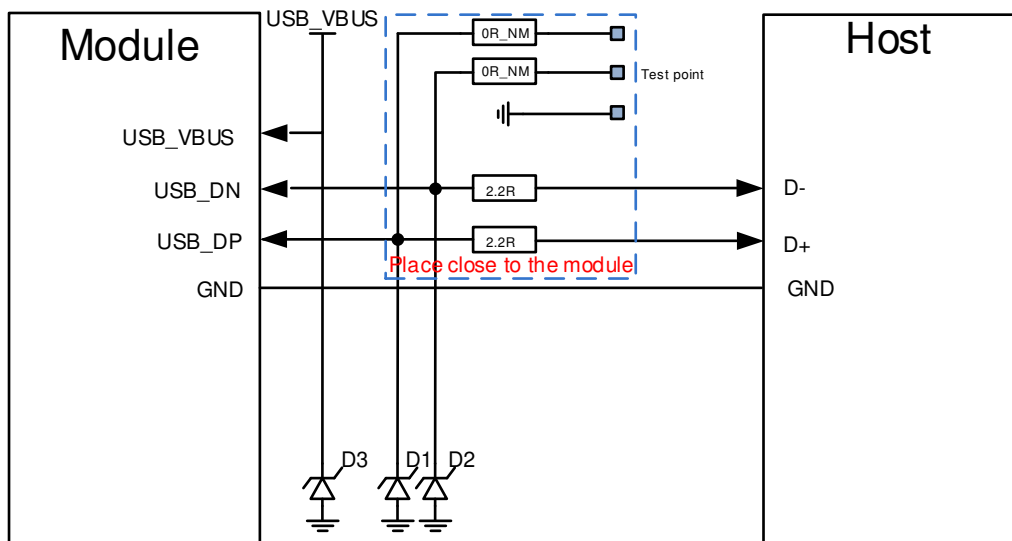 USB_VBUS
Module
Host
0R_NM
0R_NM
Test point
USB_VBUS
USB_DN
2.2R
D-
USB_DP
2.2R
D+
Place close to the module
GND
GND
D3
D1
D2